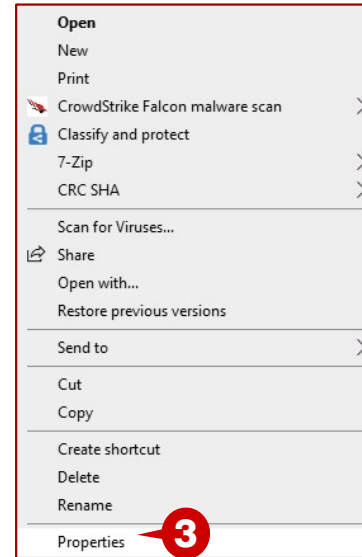 Open
New
Print
CrowdStrike Falcon malware scan
Classify and protect
7-Zip
CRC SHA
Scan for Viruses...
Share
Open with...
Restore previous versions
Send to
Cut
Copy
Create shortcut
Delete
Rename
Properties 3